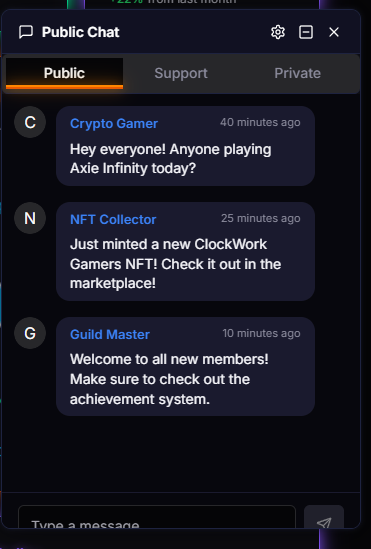 +22% from last month
Public Chat
Public Support Private
C
Crypto Gamer 40 minutes ago
Hey everyone! Anyone playing
Axie Infinity today?
N
NFT Collector 25 minutes ago
Just minted a new ClockWork
Gamers NFT! Check it out in the
marketplace!
G
Guild Master 10 minutes ago
Welcome to all new members!
Make sure to check out the
achievement system.
Type a message